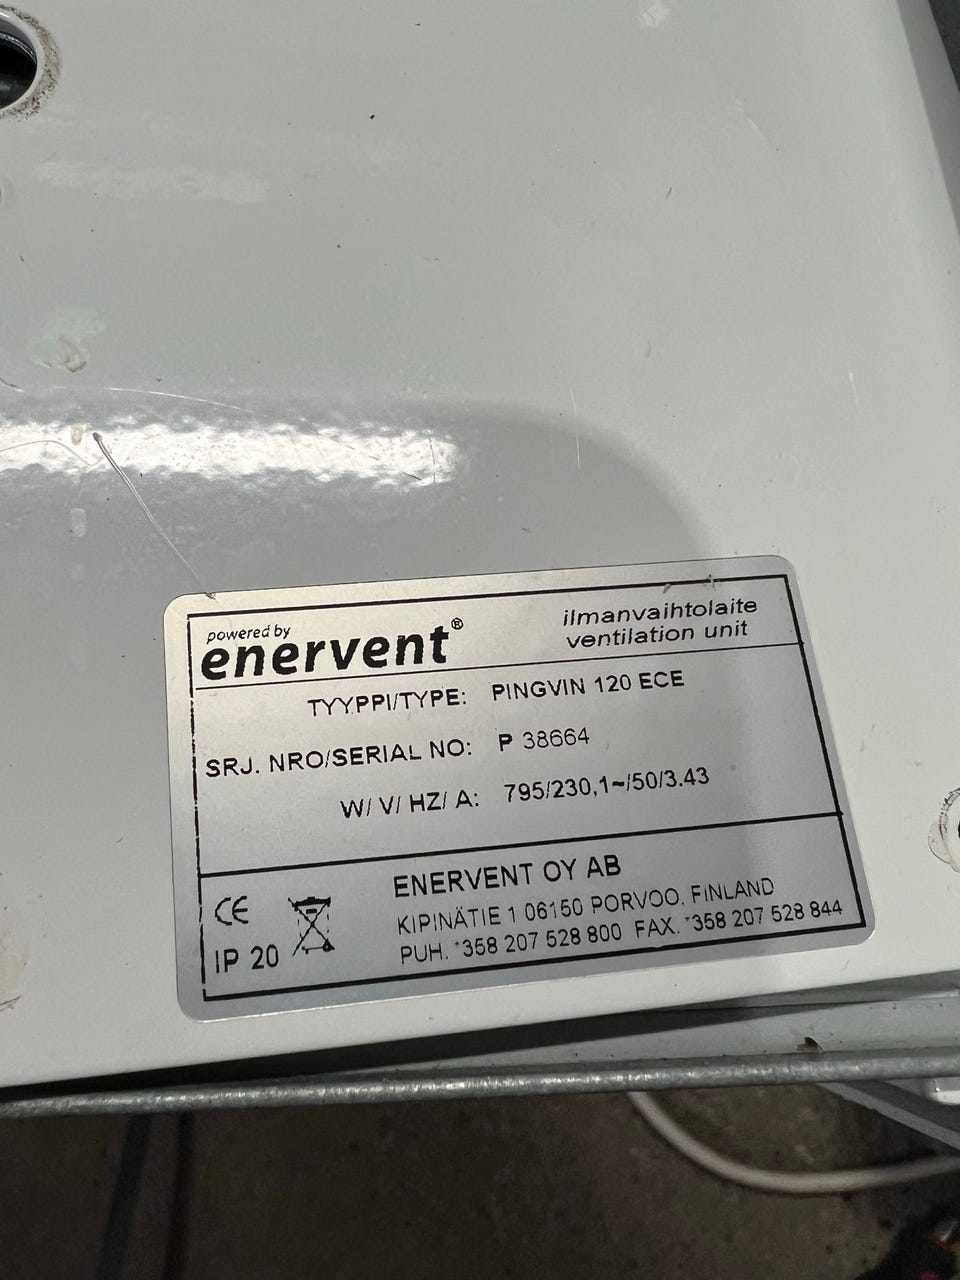 powered by
enervent®
ilmanvaihtolaite
ventilation unit
TYYPPI/TYPE: PINGVIN 120 ECE
SRJ. NRO/SERIAL NO: P 38664
W/ V/ HZ/ A: 795/230,1~/50/3.43
CE
IP 20
ENERVENT OY AB
KIPINÄTIE 1 06150 PORVOO, FINLAND
PUH. +358 207 528 800 FAX. +358 207 528 844